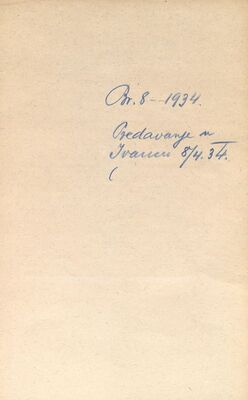 Br. 8 - 1934.
Predavanje u
Ivancu 8/4. 34.
(